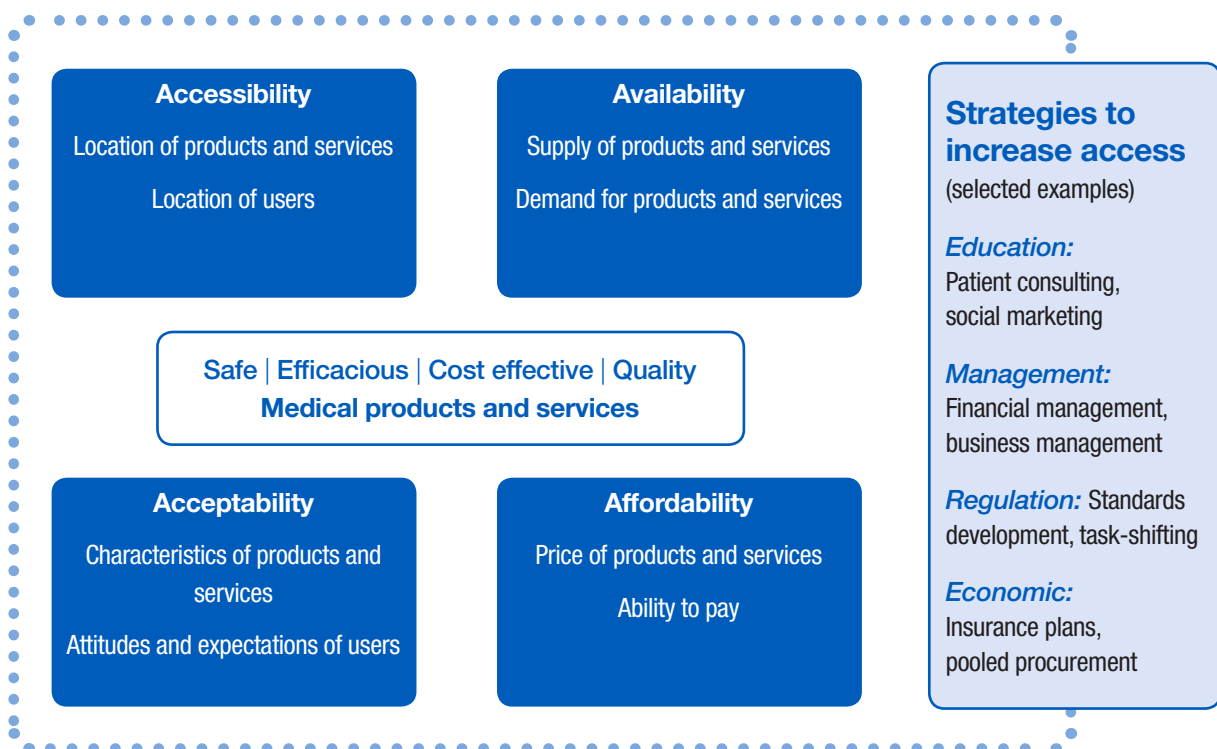 Accessibility
Location of products and services
Location of users
Availability
Supply of products and services
Demand for products and services
Safe | Efficacious | Cost effective | Quality
Medical products and services
Acceptability
Characteristics of products and
services
Attitudes and expectations of users
Affordability
Price of products and services
Ability to pay
Strategies to
increase access
(selected examples)
Education:
Patient consulting,
social marketing
Management:
Financial management,
business management
Regulation: Standards
development, task-shifting
Economic:
Insurance plans,
pooled procurement